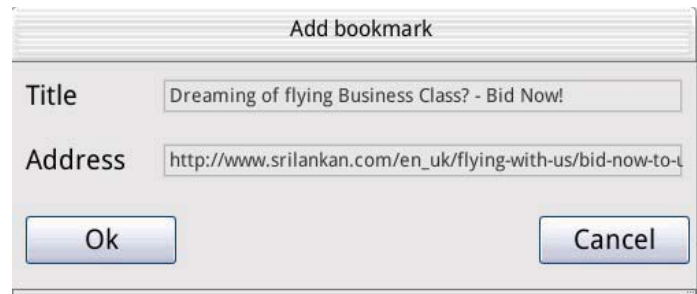 Add bookmark
Title Dreaming of flying Business Class? - Bid Now!
Address http://www.srilankan.com/en_uk/flying-with-us/bid-now-to-u
Ok Cancel